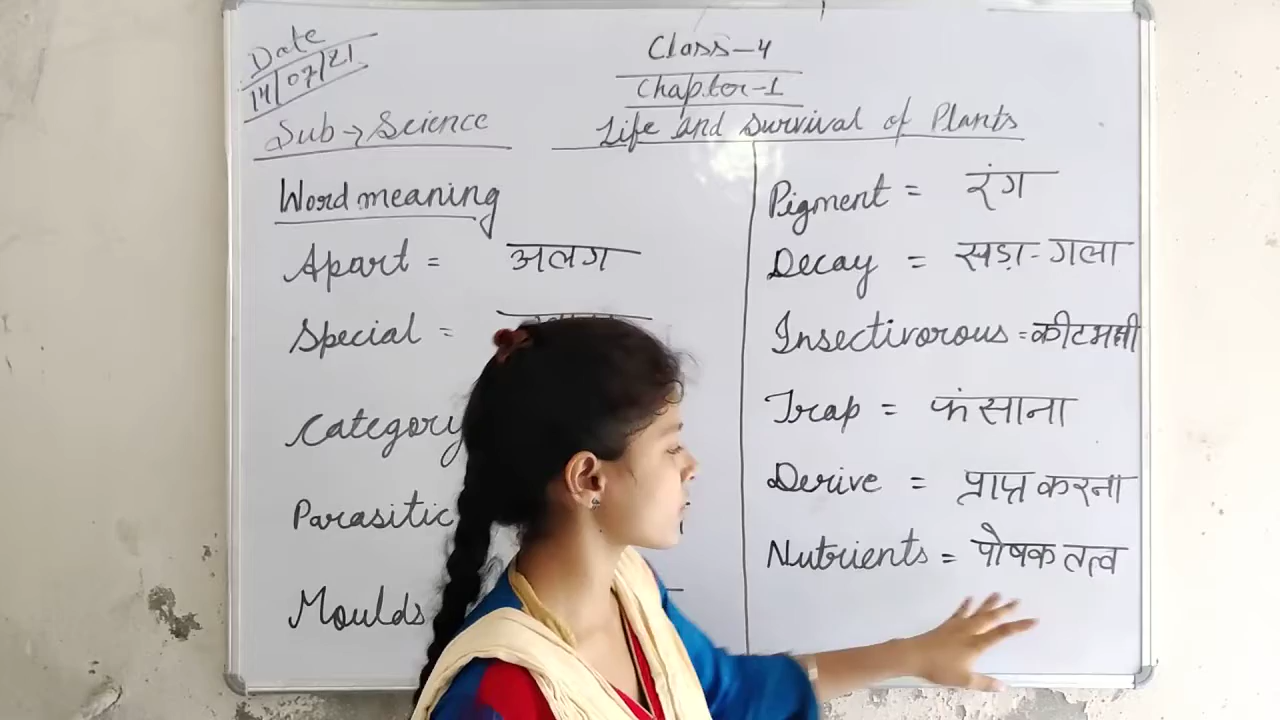 Date
14/07/21
Class-4
Chapter-1
Sub→Science
Life and Survival of Plants
Word meaning
Apart = अलग
Special =
Category
Parasitic
Moulds
Pigment = रंग
Decay = सड़ा-गला
Insectivorous = कीटभक्षी
Trap = फंसाना
Derive = प्राप्त करना
Nutrients = पोषक तत्व